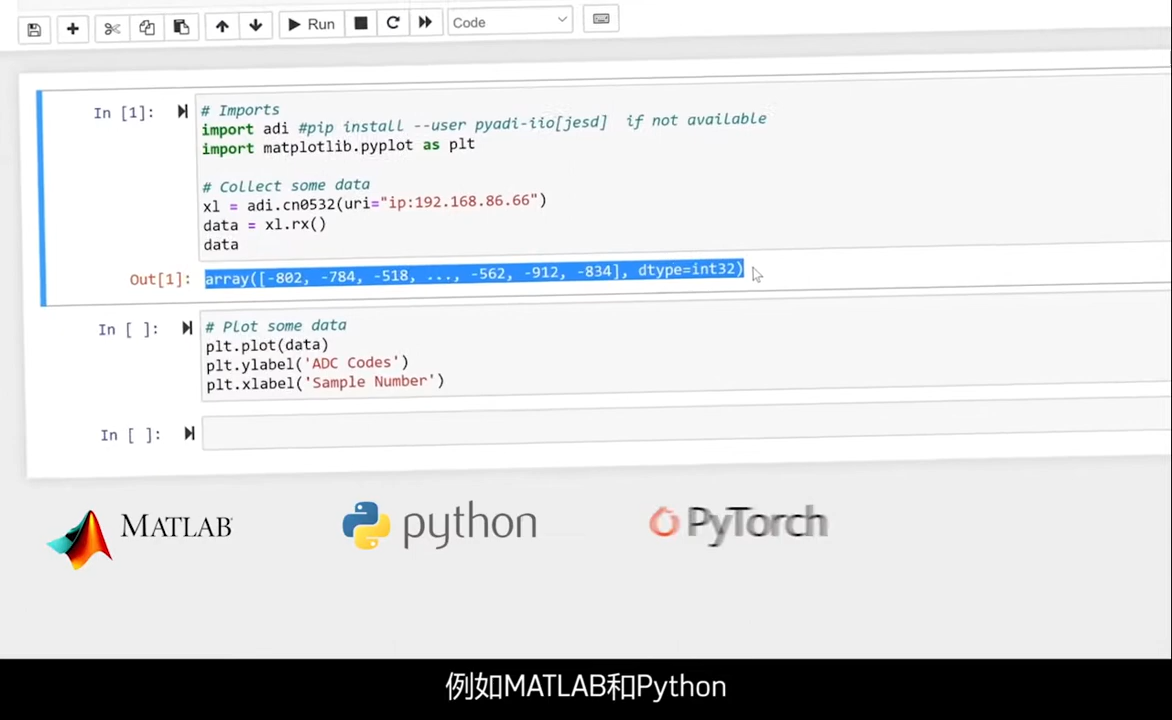 Run
Code
In [1]:
# Imports
import adi #pip install --user pyadi-iio[jesd]  if not available
import matplotlib.pyplot as plt
# Collect some data
xl = adi.cn0532(uri="ip:192.168.86.66")
data = xl.rx()
data
Out[1]:
array([-802, -784, -518, ..., -562, -912, -834], dtype=int32)
In [ ]:
# Plot some data
plt.plot(data)
plt.ylabel('ADC Codes')
plt.xlabel('Sample Number')
In [ ]:
MATLAB
python
PyTorch
例如MATLAB和Python